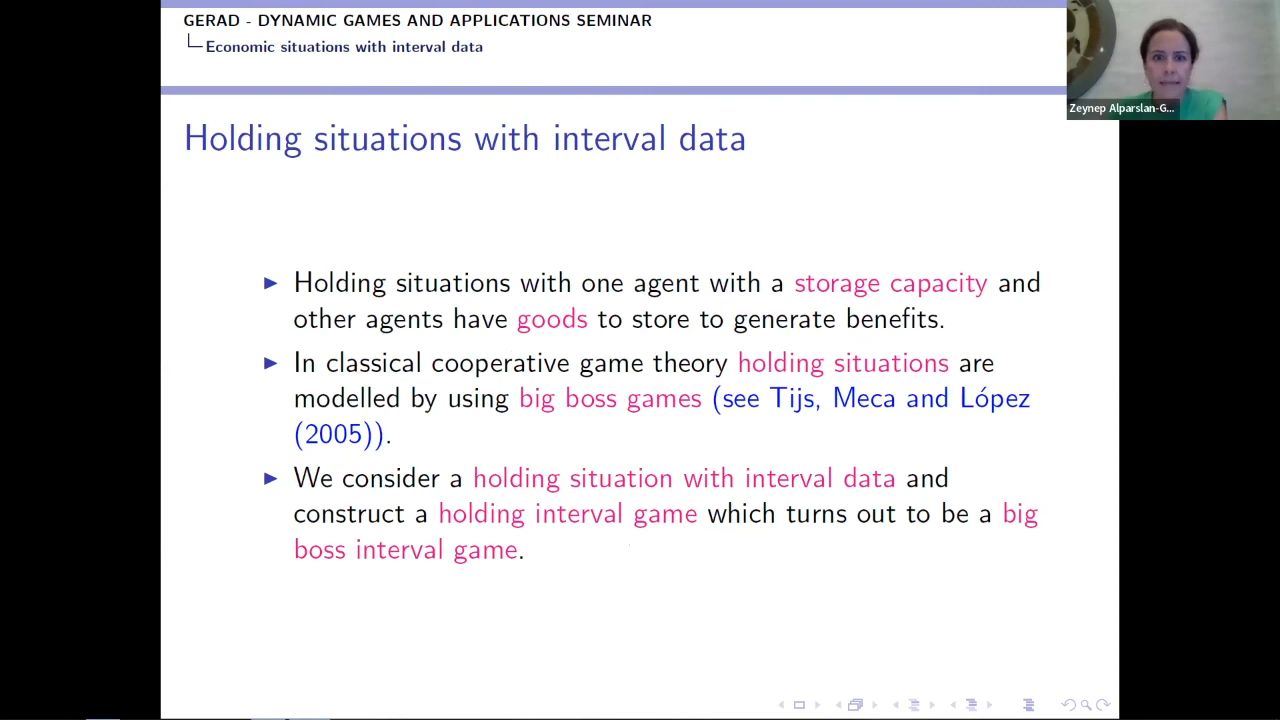 GERAD - DYNAMIC GAMES AND APPLICATIONS SEMINAR
Economic situations with interval data
Zeynep Alparslan-G...
Holding situations with interval data
Holding situations with one agent with a storage capacity and
other agents have goods to store to generate benefits.
In classical cooperative game theory holding situations are
modelled by using big boss games (see Tijs, Meca and López
(2005)).
We consider a holding situation with interval data and
construct a holding interval game which turns out to be a big
boss interval game.